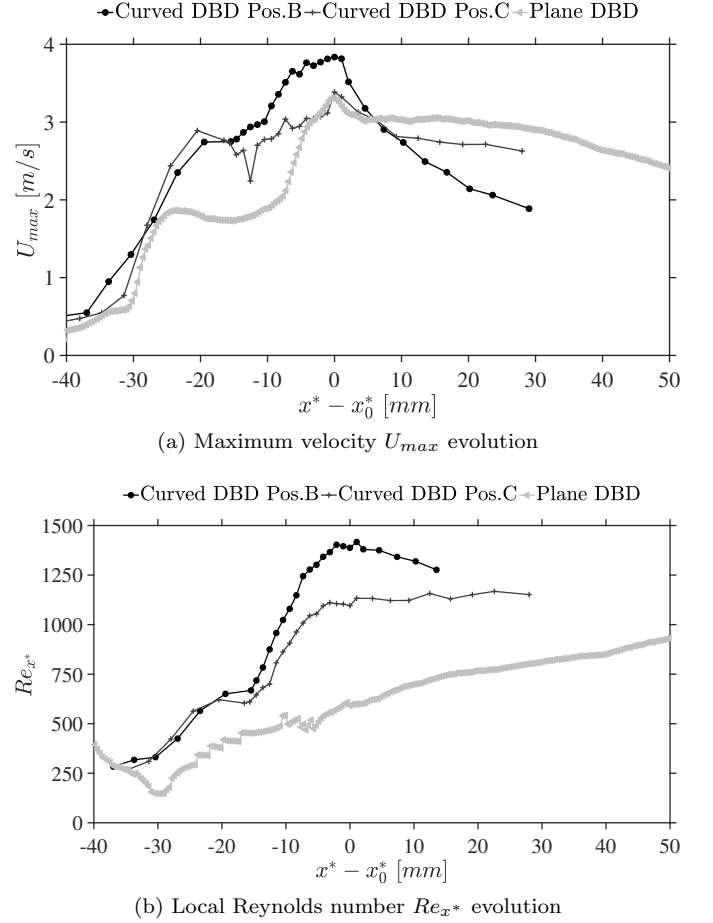 Curved DBD Pos.B Curved DBD Pos.C Plane DBD
4
3
2
1
0
U_max [m/s]
-40 -30 -20 -10 0 10 20 30 40 50
x* − x₀* [mm]
(a) Maximum velocity U_max evolution
Curved DBD Pos.B Curved DBD Pos.C Plane DBD
1500
1250
1000
750
500
250
0
Re_x*
-40 -30 -20 -10 0 10 20 30 40 50
x* − x₀* [mm]
(b) Local Reynolds number Re_x* evolution